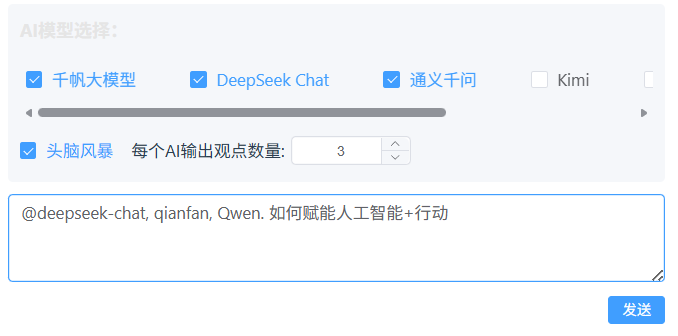 AI模型选择：
千帆大模型 DeepSeek Chat 通义千问 Kimi
头脑风暴 每个AI输出观点数量: 3
@deepseek-chat, qianfan, Qwen. 如何赋能人工智能+行动
发送